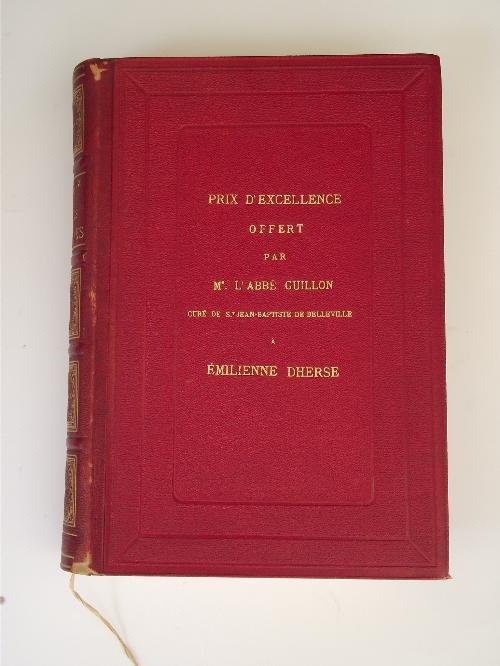 PRIX D'EXCELLENCE
OFFERT
PAR
Mr. L'ABBÉ GUILLON
CURÉ DE St JEAN-BAPTISTE DE BELLEVILLE
A
ÉMILIENNE DHERSE